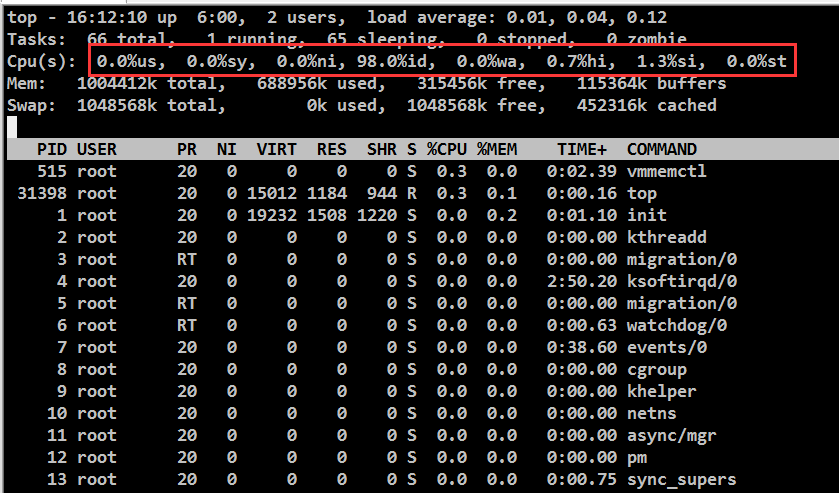 top - 16:12:10 up  6:00,  2 users,  load average: 0.01, 0.04, 0.12
Tasks:  66 total,   1 running,  65 sleeping,   0 stopped,   0 zombie
Cpu(s):  0.0%us,  0.0%sy,  0.0%ni, 98.0%id,  0.0%wa,  0.7%hi,  1.3%si,  0.0%st
Mem:   1004412k total,   688956k used,   315456k free,   115364k buffers
Swap:  1048568k total,        0k used,  1048568k free,   452316k cached
PID USER      PR  NI  VIRT  RES  SHR S %CPU %MEM    TIME+  COMMAND
515 root      20   0     0    0    0 S  0.3  0.0   0:02.39 vmmemctl
31398 root      20   0 15012 1184  944 R  0.3  0.1   0:00.16 top
1 root      20   0 19232 1508 1220 S  0.0  0.2   0:01.10 init
2 root      20   0     0    0    0 S  0.0  0.0   0:00.00 kthreadd
3 root      RT   0     0    0    0 S  0.0  0.0   0:00.00 migration/0
4 root      20   0     0    0    0 S  0.0  0.0   2:50.20 ksoftirqd/0
5 root      RT   0     0    0    0 S  0.0  0.0   0:00.00 migration/0
6 root      RT   0     0    0    0 S  0.0  0.0   0:00.63 watchdog/0
7 root      20   0     0    0    0 S  0.0  0.0   0:38.60 events/0
8 root      20   0     0    0    0 S  0.0  0.0   0:00.00 cgroup
9 root      20   0     0    0    0 S  0.0  0.0   0:00.00 khelper
10 root      20   0     0    0    0 S  0.0  0.0   0:00.00 netns
11 root      20   0     0    0    0 S  0.0  0.0   0:00.00 async/mgr
12 root      20   0     0    0    0 S  0.0  0.0   0:00.00 pm
13 root      20   0     0    0    0 S  0.0  0.0   0:00.75 sync_supers